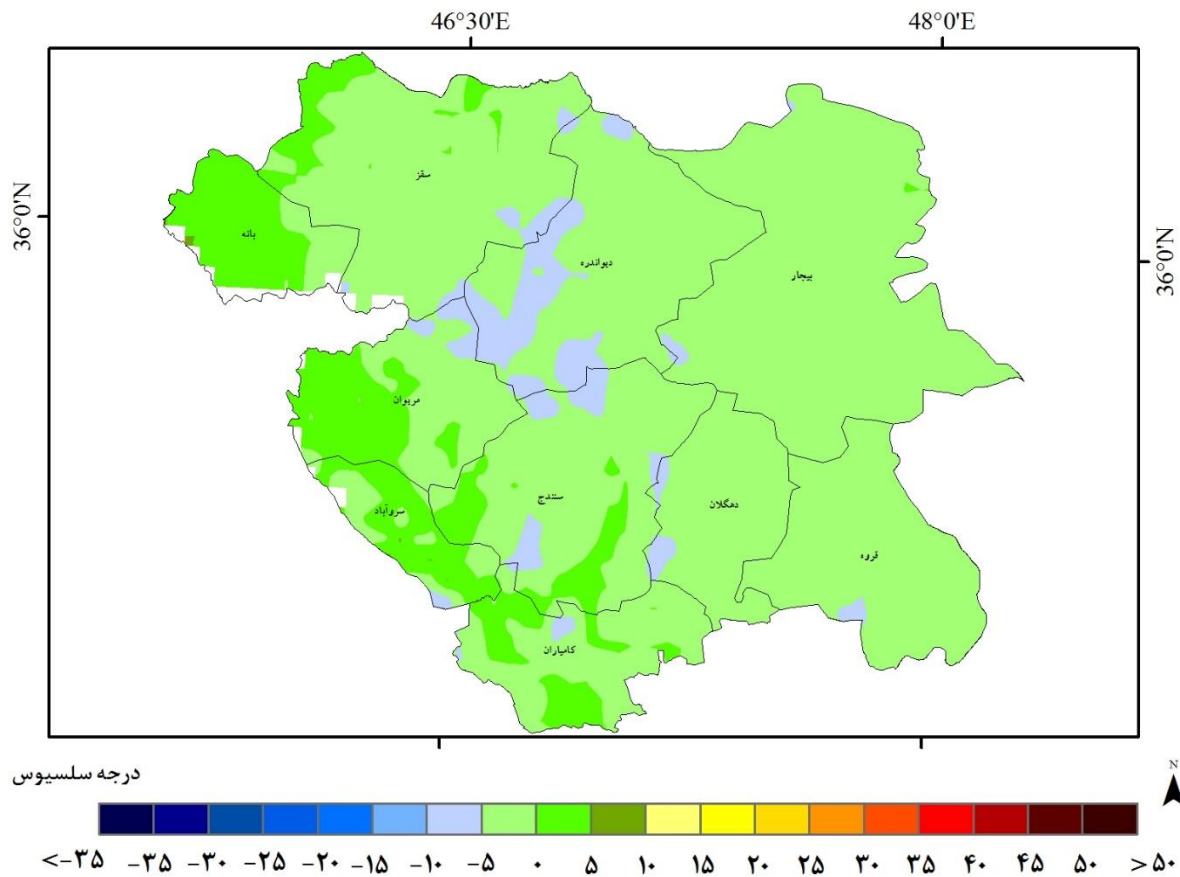 46°30'E 48°0'E
36°0'N
36°0'N
سقز
بانه
دیواندره
بیجار
مریوان
سنندج
دهگلان
سروآباد
قروه
کامیاران
درجه سلسیوس
N
<-۳۵ -۳۵ -۳۰ -۲۵ -۲۰ -۱۵ -۱۰ -۵ ۰ ۵ ۱۰ ۱۵ ۲۰ ۲۵ ۳۰ ۳۵ ۴۰ ۴۵ ۵۰ >۵۰